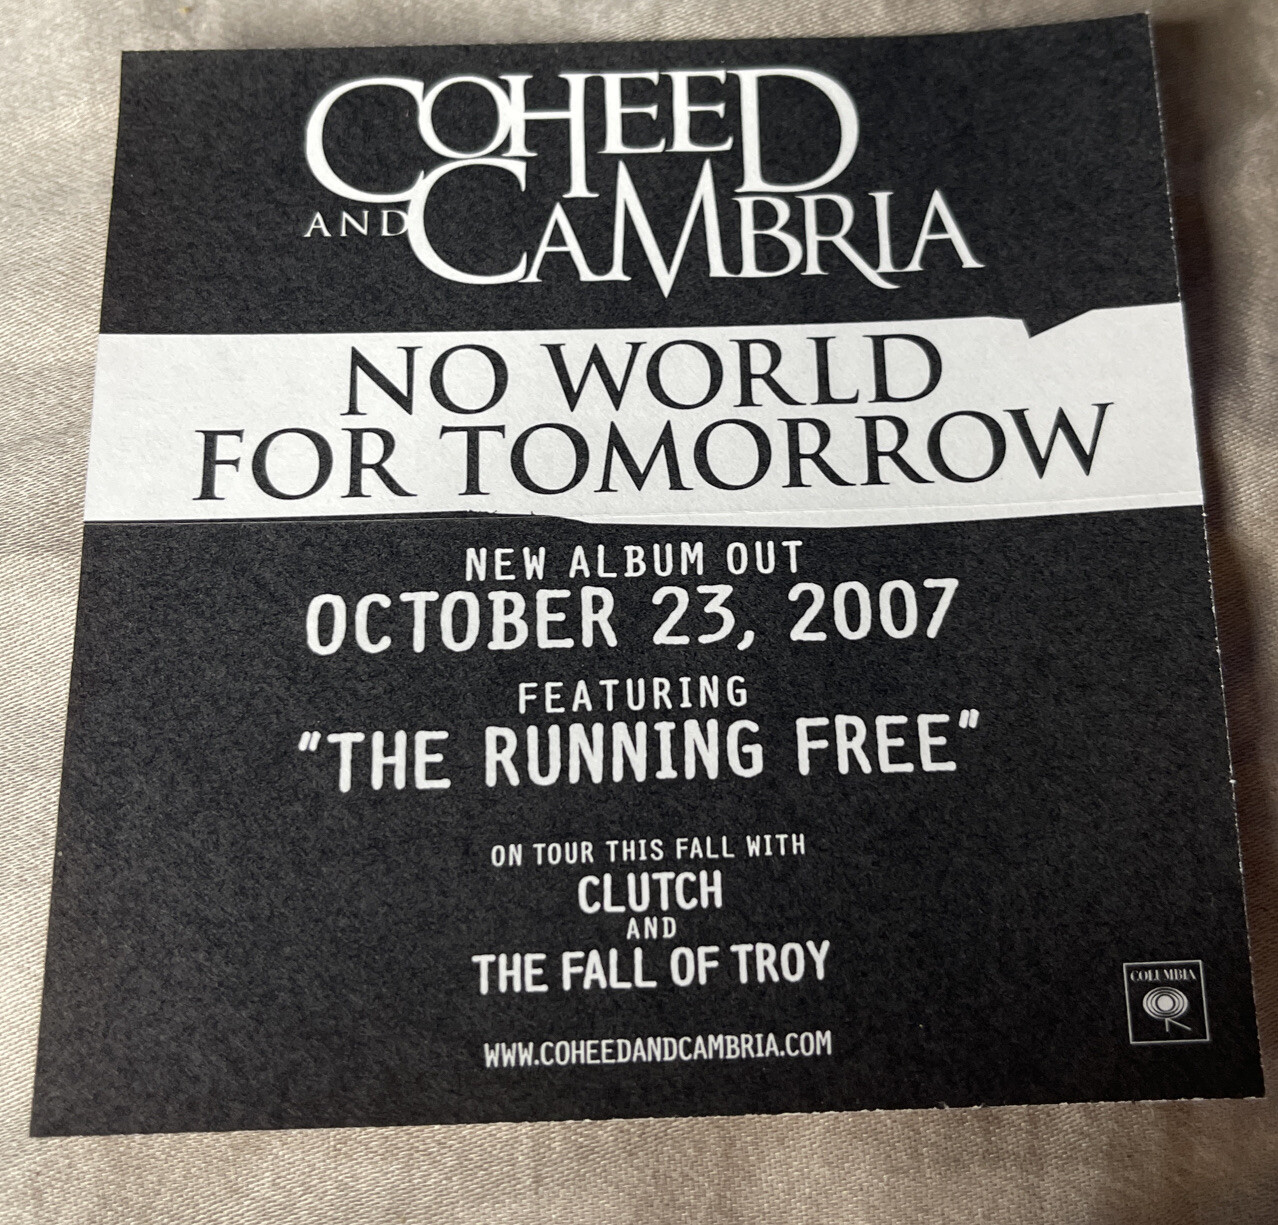 COHEED
AND CAMBRIA
NO WORLD
FOR TOMORROW
NEW ALBUM OUT
OCTOBER 23, 2007
FEATURING
"THE RUNNING FREE"
ON TOUR THIS FALL WITH
CLUTCH
AND
THE FALL OF TROY
COLUMBIA
WWW.COHEEDANDCAMBRIA.COM